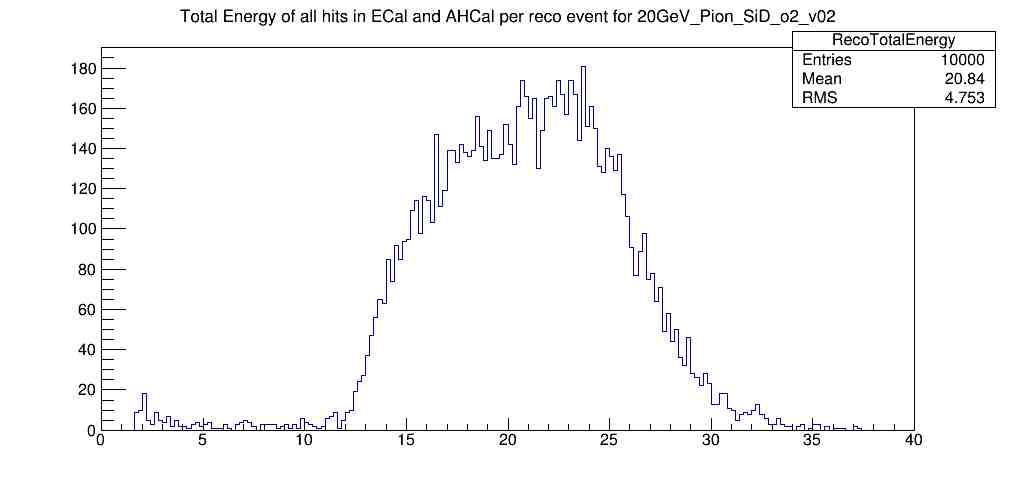 Total Energy of all hits in ECal and AHCal per reco event for 20GeV_Pion_SiD_o2_v02
RecoTotalEnergy
Entries 10000
Mean 20.84
RMS 4.753
180
160
140
120
100
80
60
40
20
0
0 5 10 15 20 25 30 35 40